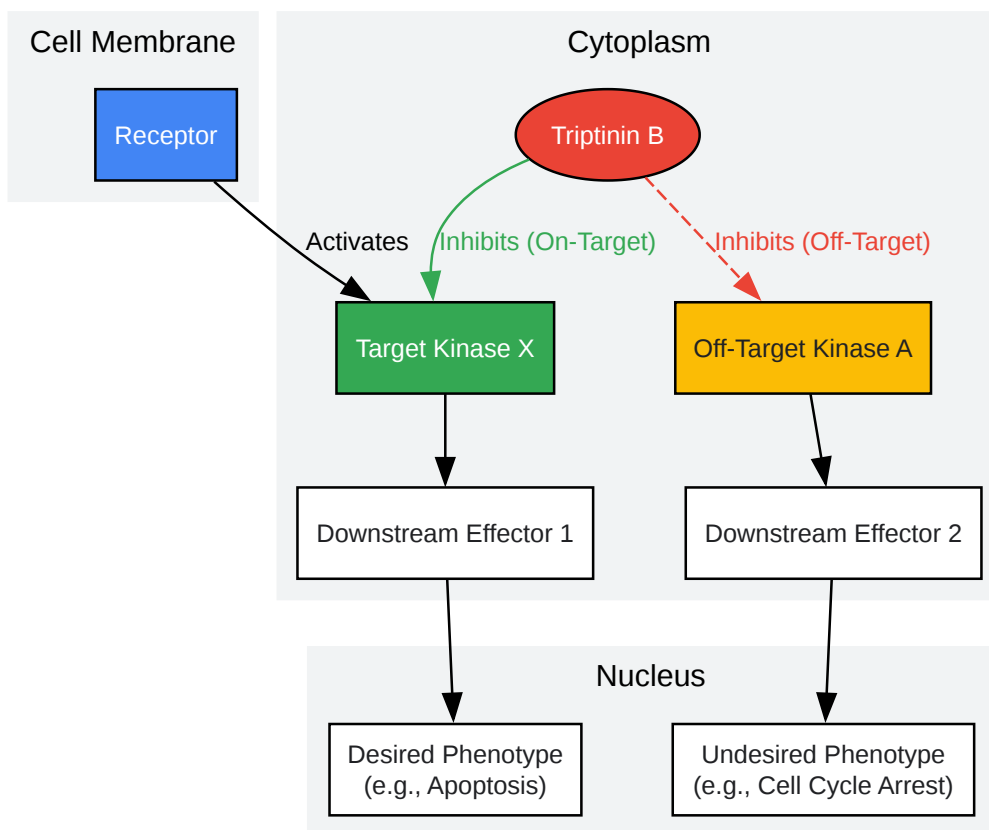 Cell Membrane
Cytoplasm
Receptor
Triptinin B
Activates
Inhibits (On-Target)
Inhibits (Off-Target)
Target Kinase X
Off-Target Kinase A
Downstream Effector 1
Downstream Effector 2
Nucleus
Desired Phenotype
(e.g., Apoptosis)
Undesired Phenotype
(e.g., Cell Cycle Arrest)